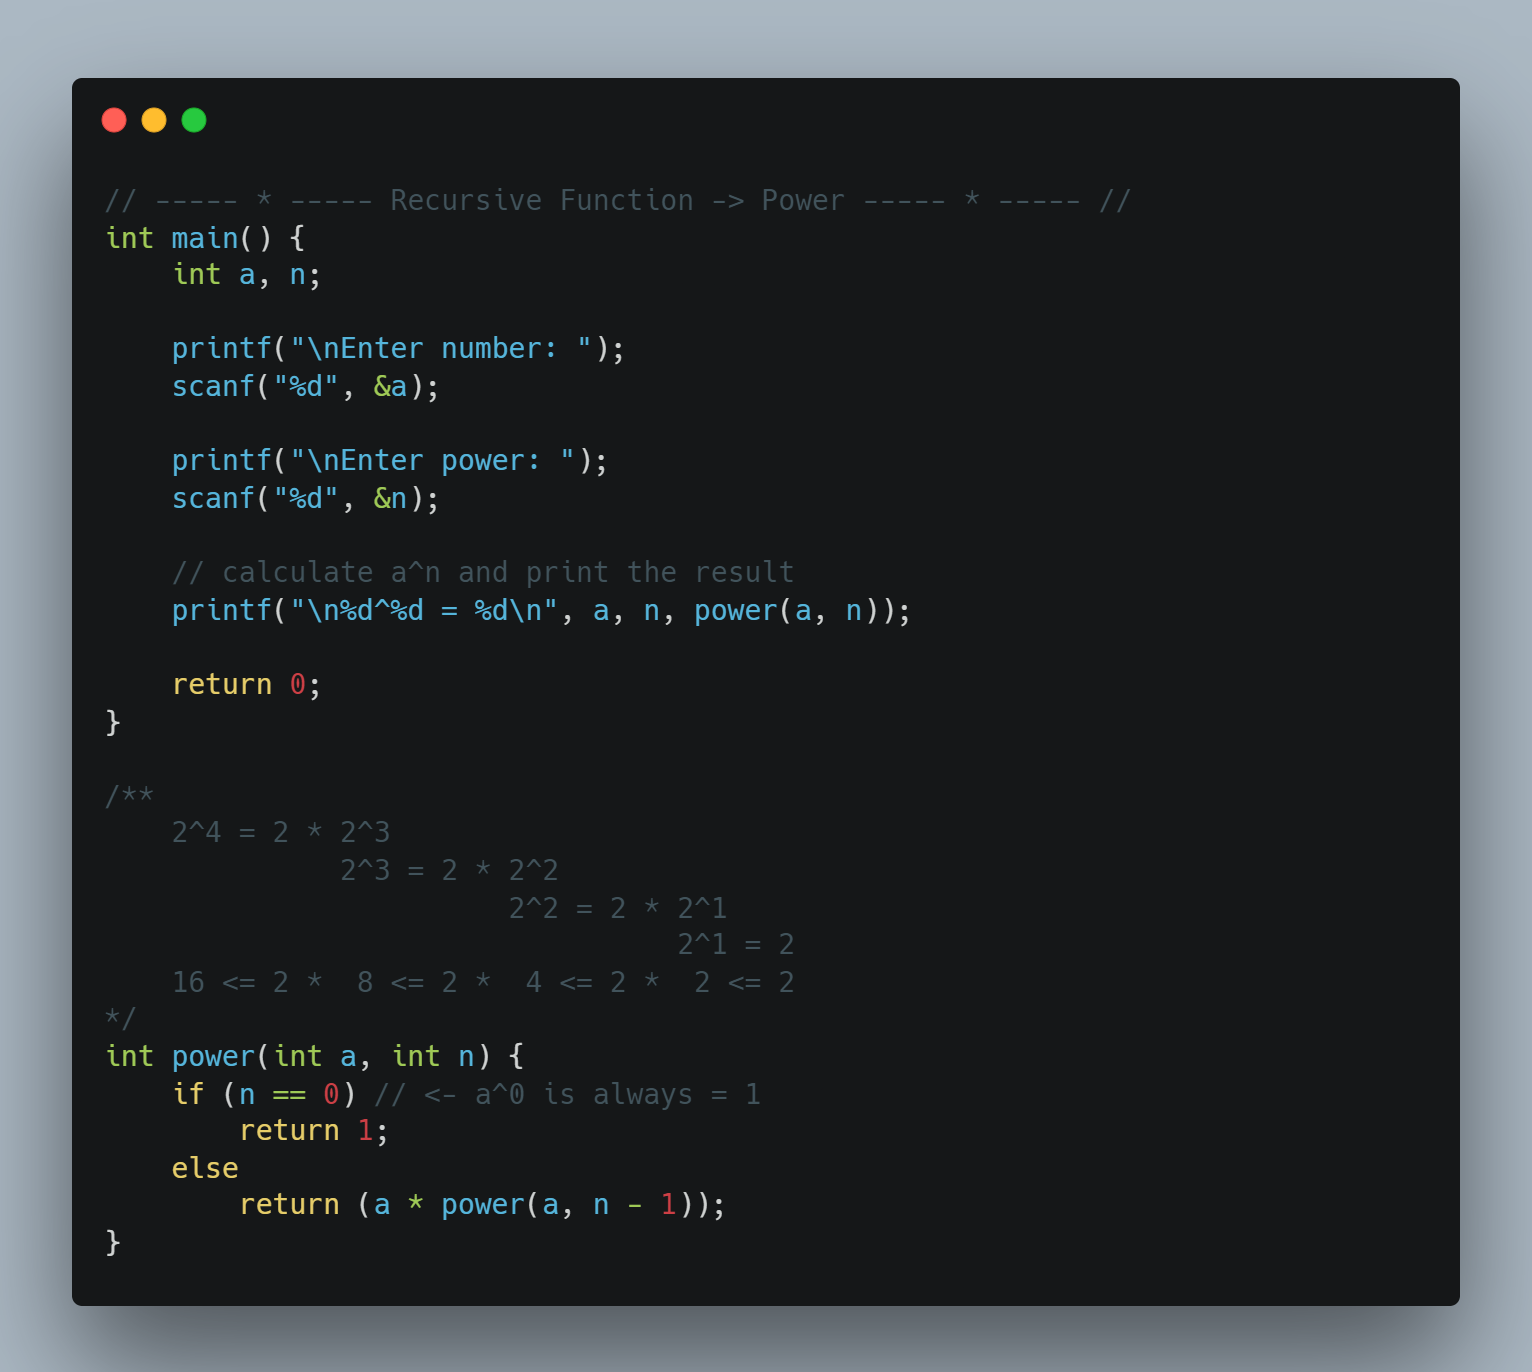 // ----- * ----- Recursive Function -> Power ----- * ----- //
int main() {
    int a, n;

    printf("\nEnter number: ");
    scanf("%d", &a);

    printf("\nEnter power: ");
    scanf("%d", &n);

    // calculate a^n and print the result
    printf("\n%d^%d = %d\n", a, n, power(a, n));

    return 0;
}

/**
    2^4 = 2 * 2^3
              2^3 = 2 * 2^2
                        2^2 = 2 * 2^1
                                  2^1 = 2
    16 <= 2 *  8 <= 2 *  4 <= 2 *  2 <= 2
*/
int power(int a, int n) {
    if (n == 0) // <- a^0 is always = 1
        return 1;
    else
        return (a * power(a, n - 1));
}